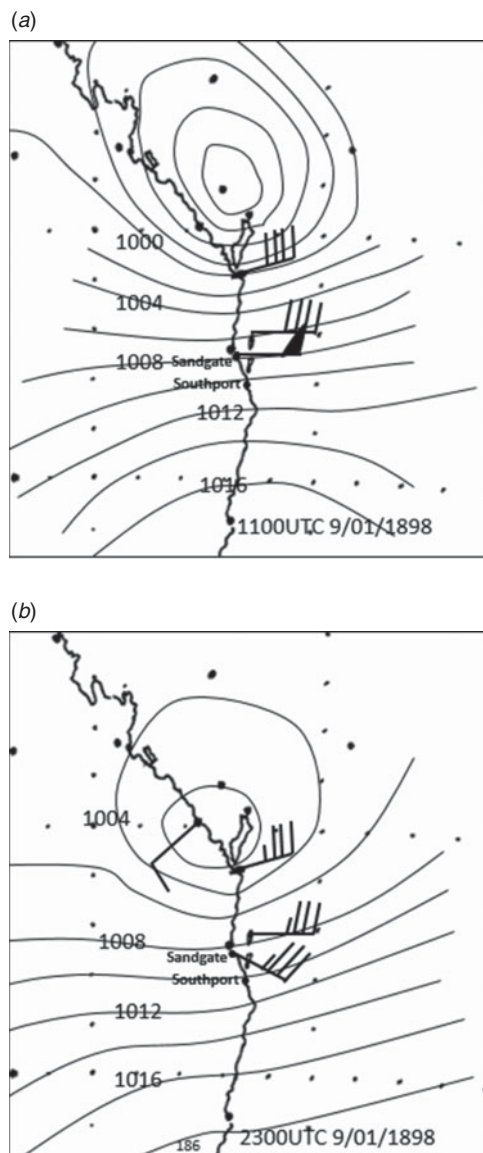 (a)
1000
1004
1008
Sandgate
Southport
1012
1016
1100UTC 9/01/1898
(b)
1004
1008
Sandgate
Southport
1012
1016
186
2300UTC 9/01/1898